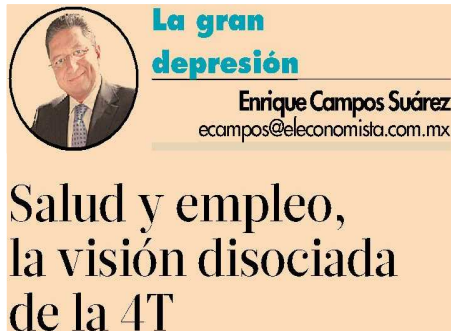 La gran
depresión
Enrique Campos Suárez
ecampos@eleconomista.com.mx
Salud y empleo,
la visión disociada
de la 4T